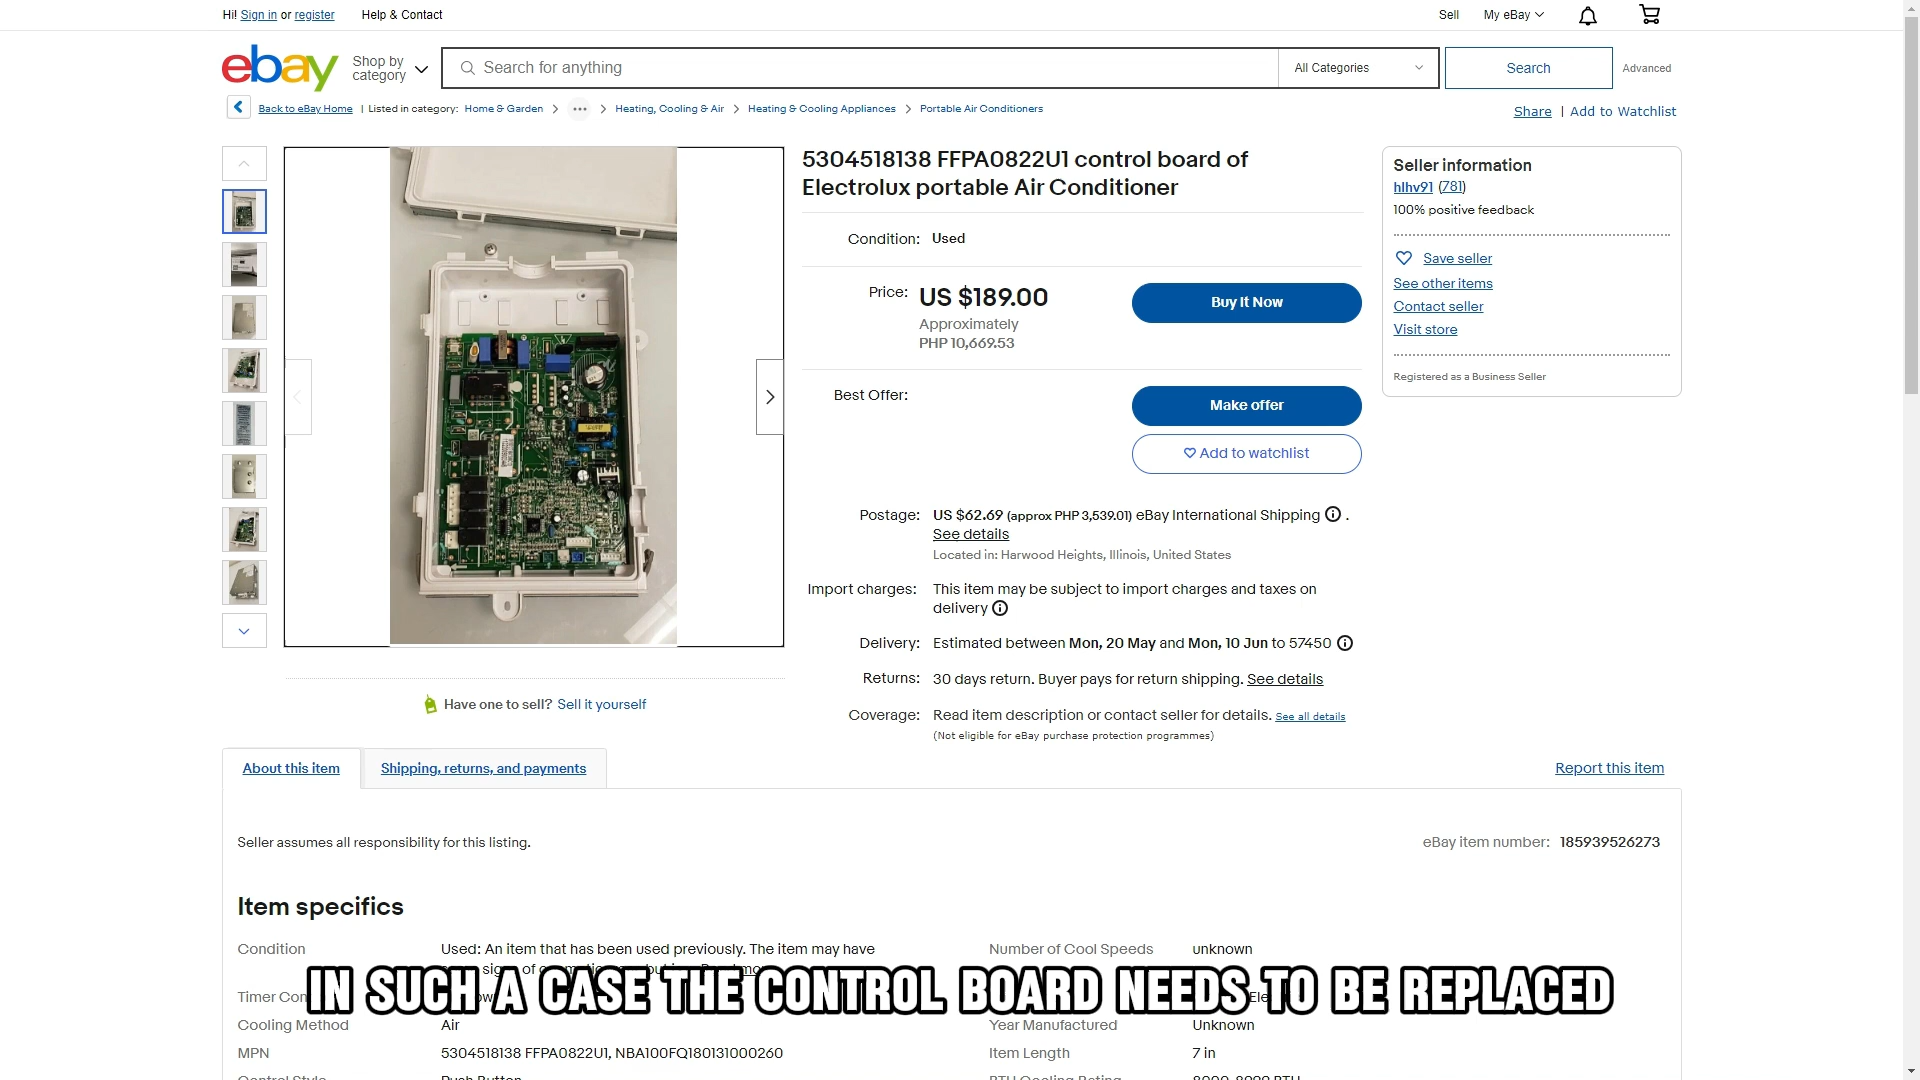 Hi! Sign in or register
Help & Contact
Sell
My eBay
ebay
Shop by
category
Search for anything
All Categories
Search
Advanced
Back to eBay Home | Listed in category: Home & Garden > ••• > Heating, Cooling & Air > Heating & Cooling Appliances > Portable Air Conditioners
Share | Add to Watchlist
5304518138 FFPA0822U1 control board of
Electrolux portable Air Conditioner
Condition: Used
Price: US $189.00
Approximately
PHP 10,669.53
Buy It Now
Best Offer:
Make offer
Add to watchlist
Postage: US $62.69 (approx PHP 3,539.01) eBay International Shipping .
See details
Located in: Harwood Heights, Illinois, United States
Import charges: This item may be subject to import charges and taxes on
delivery
Delivery: Estimated between Mon, 20 May and Mon, 10 Jun to 57450
Returns: 30 days return. Buyer pays for return shipping. See details
Coverage: Read item description or contact seller for details. See all details
(Not eligible for eBay purchase protection programmes)
Seller information
hlhv91 (781)
100% positive feedback
Save seller
See other items
Contact seller
Visit store
Registered as a Business Seller
Have one to sell? Sell it yourself
About this item
Shipping, returns, and payments
Report this item
Seller assumes all responsibility for this listing.
eBay item number: 185939526273
Item specifics
Condition
Used: An item that has been used previously. The item may have
Number of Cool Speeds
unknown
IN SUCH A CASE THE CONTROL BOARD NEEDS TO BE REPLACED
Cooling Method
Air
Year Manufactured
Unknown
MPN
5304518138 FFPA0822U1, NBA100FQ180131000260
Item Length
7 in